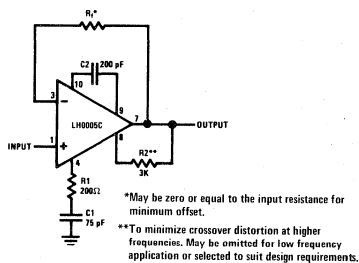 R₁*
C2
200 pF
10
3
−
9
LH0005C
7
OUTPUT
INPUT
1
+
8
4
R2**
3K
R1
200Ω
C1
75 pF
*May be zero or equal to the input resistance for
minimum offset.
**To minimize crossover distortion at higher
frequencies. May be omitted for low frequency
application or selected to suit design requirements.